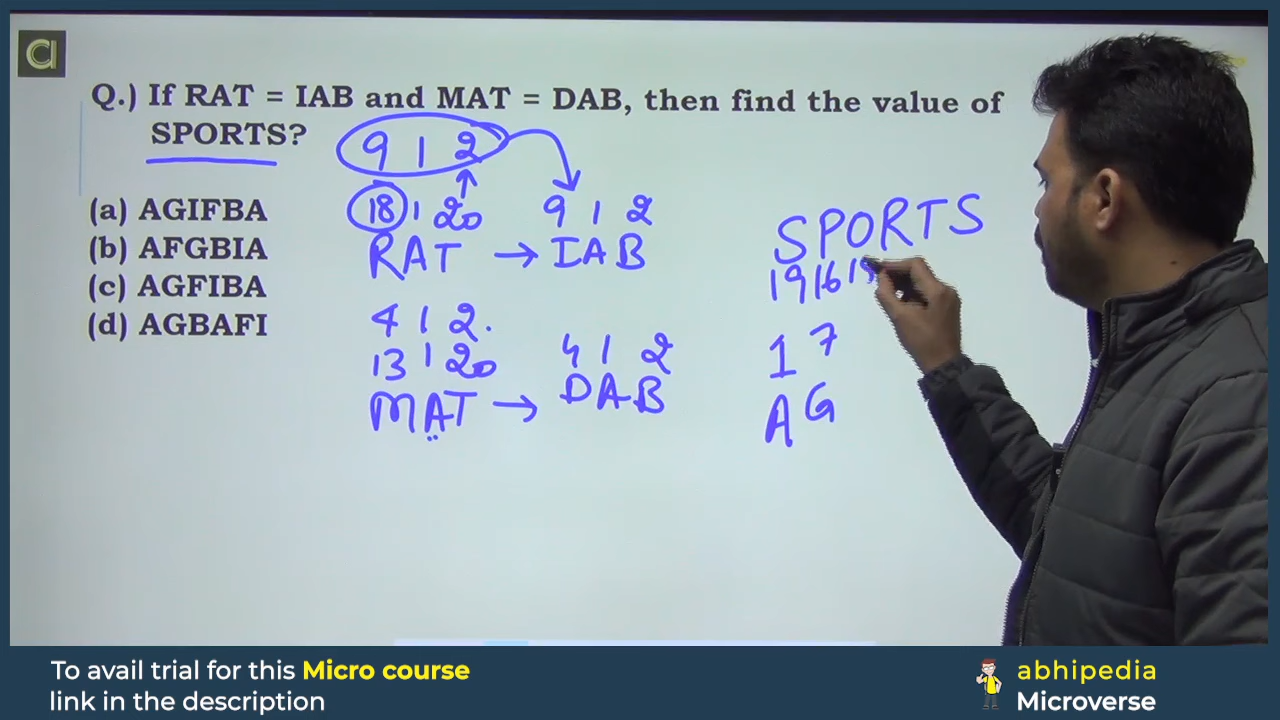 a
Q.) If RAT = IAB and MAT = DAB, then find the value of
SPORTS?
(a) AGIFBA
(b) AFGBIA
(c) AGFIBA
(d) AGBAFI
9 1 2
18 1 20 9 1 2
RAT → IAB
4 1 2.
13 1 20 4 1 2
MAT → DAB
SPORTS
19 16 15
1 7
A G
To avail trial for this Micro course
link in the description
abhipedia
Microverse